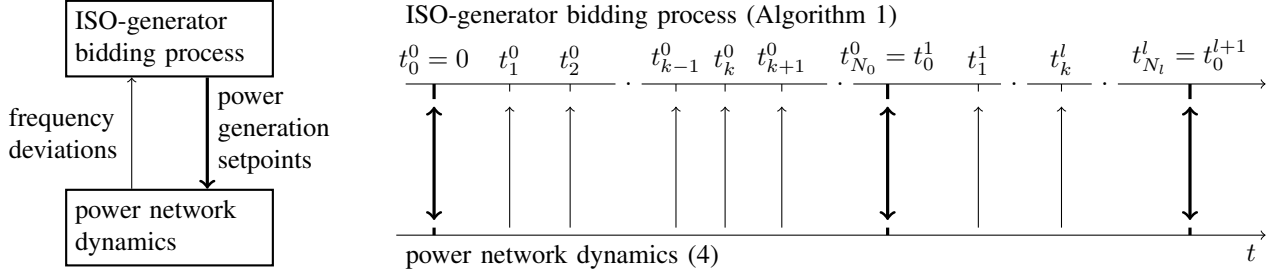 ISO-generator
bidding process
frequency
deviations
power
generation
setpoints
power network
dynamics
ISO-generator bidding process (Algorithm 1)
t_0^0 = 0 t_1^0 t_2^0 t_{k-1}^0 t_k^0 t_{k+1}^0 t_{N_0}^0 = t_0^1 t_1^1 t_k^l t_{N_l}^l = t_0^{l+1}
power network dynamics (4) t